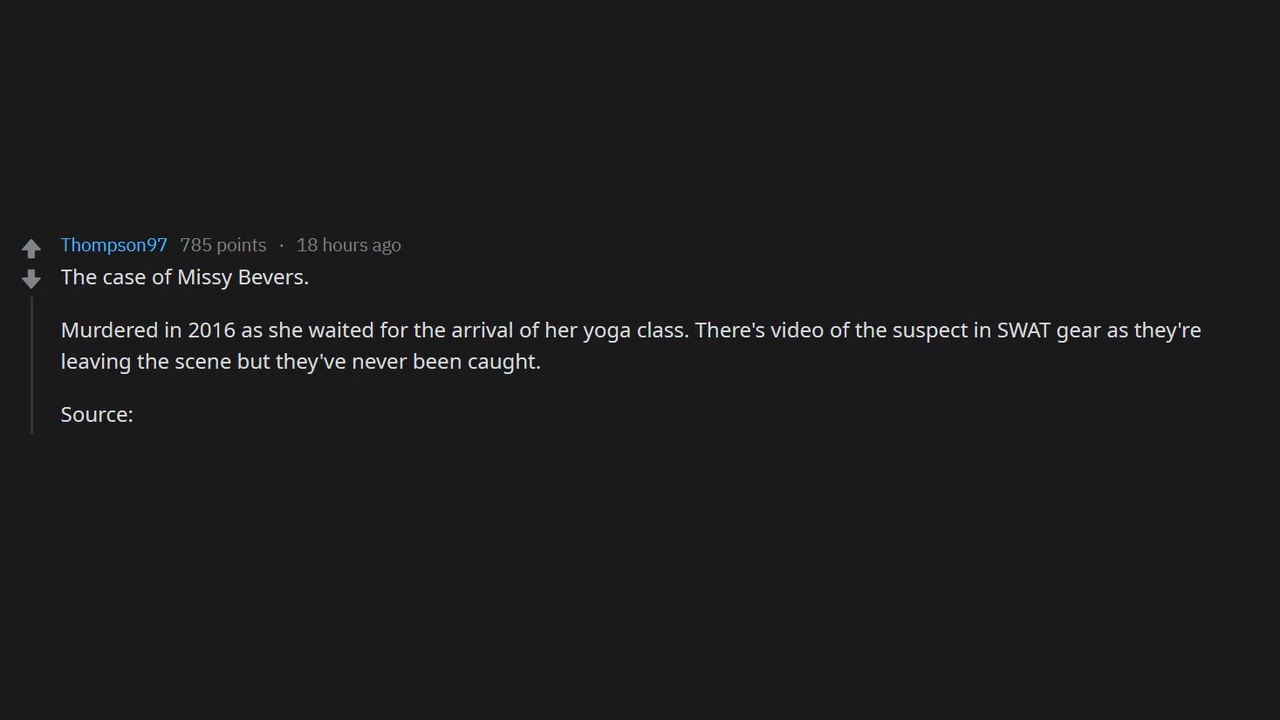 Thompson97 785 points · 18 hours ago
The case of Missy Bevers.
Murdered in 2016 as she waited for the arrival of her yoga class. There's video of the suspect in SWAT gear as they're
leaving the scene but they've never been caught.
Source: